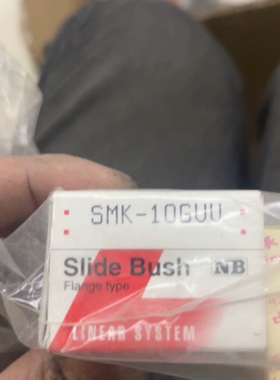 SMK-10GUU
Slide Bush NB
Flange type
LINEAR SYSTEM